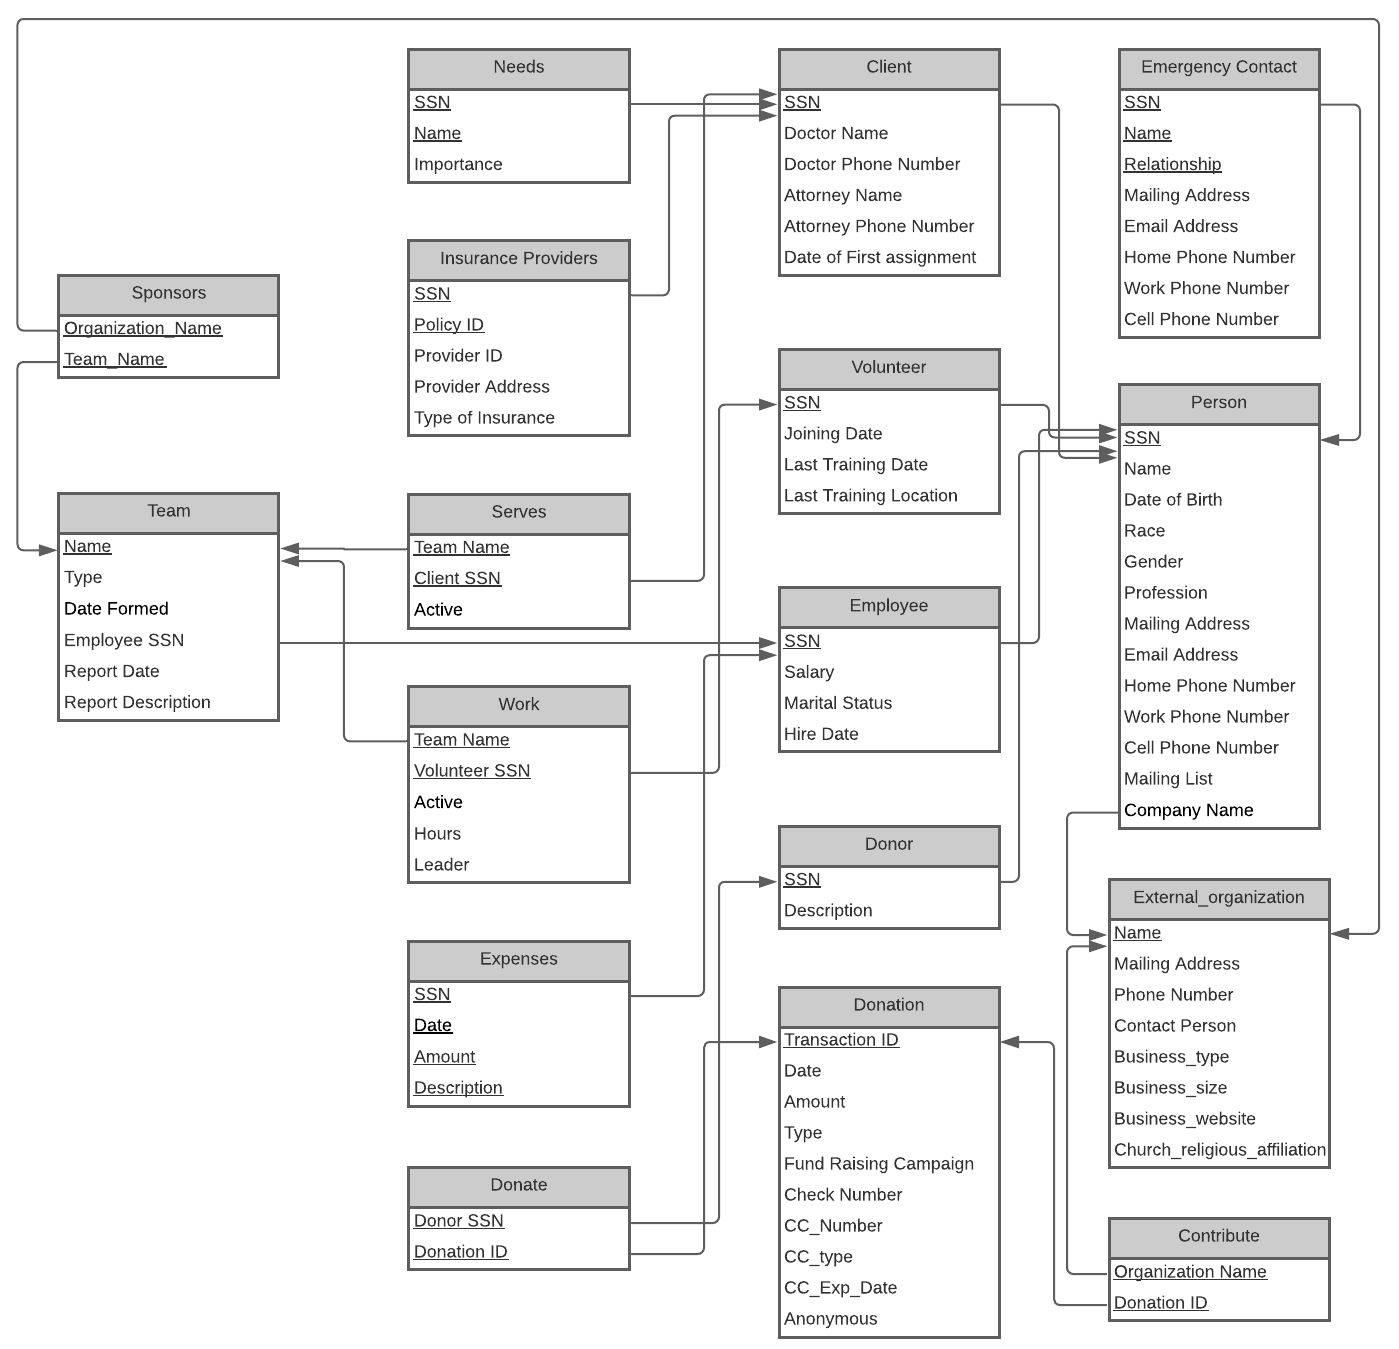 Needs
SSN
Name
Importance
Client
SSN
Doctor Name
Doctor Phone Number
Attorney Name
Attorney Phone Number
Date of First assignment
Emergency Contact
SSN
Name
Relationship
Mailing Address
Email Address
Home Phone Number
Work Phone Number
Cell Phone Number
Insurance Providers
SSN
Policy ID
Provider ID
Provider Address
Type of Insurance
Sponsors
Organization_Name
Team_Name
Volunteer
SSN
Joining Date
Last Training Date
Last Training Location
Person
SSN
Name
Date of Birth
Race
Gender
Profession
Mailing Address
Email Address
Home Phone Number
Work Phone Number
Cell Phone Number
Mailing List
Company Name
Team
Name
Type
Date Formed
Employee SSN
Report Date
Report Description
Serves
Team Name
Client SSN
Active
Employee
SSN
Salary
Marital Status
Hire Date
Work
Team Name
Volunteer SSN
Active
Hours
Leader
Donor
SSN
Description
External_organization
Name
Mailing Address
Phone Number
Contact Person
Business_type
Business_size
Business_website
Church_religious_affiliation
Expenses
SSN
Date
Amount
Description
Donation
Transaction ID
Date
Amount
Type
Fund Raising Campaign
Check Number
CC_Number
CC_type
CC_Exp_Date
Anonymous
Donate
Donor SSN
Donation ID
Contribute
Organization Name
Donation ID